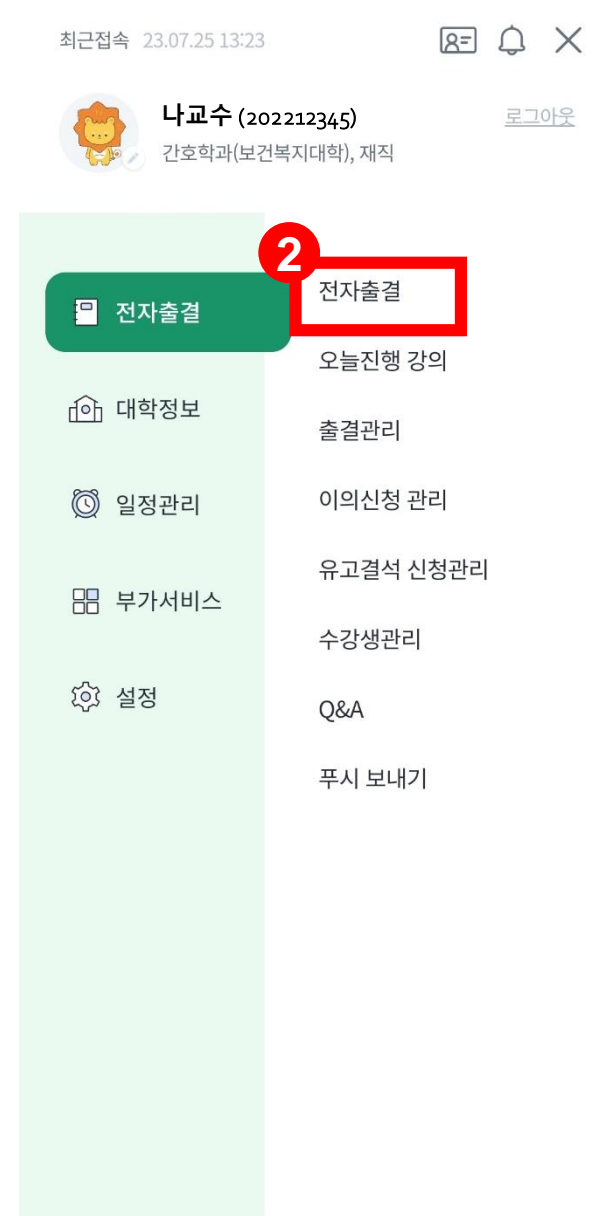 최근접속 23.07.25 13:23
나교수 (202212345)
로그아웃
간호학과(보건복지대학), 재직
2
전자출결
대학정보
일정관리
부가서비스
설정
전자출결
오늘진행 강의
출결관리
이의신청 관리
유고결석 신청관리
수강생관리
Q&A
푸시 보내기